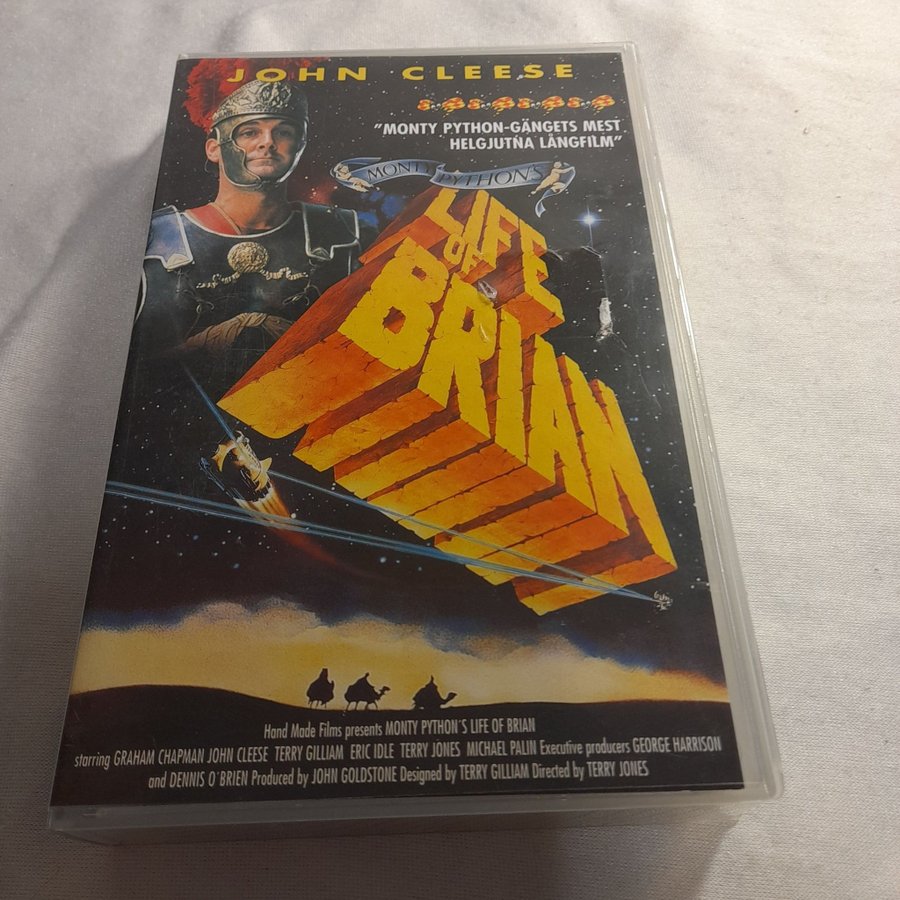 JOHN CLEESE
"MONTY PYTHON-GÄNGETS MEST
HELGJUTNA LÅNGFILM"
MONTY PYTHON'S
LIFE
OF
BRIAN
Hand Made Films presents MONTY PYTHON'S LIFE OF BRIAN
starring GRAHAM CHAPMAN JOHN CLEESE TERRY GILLIAM ERIC IDLE TERRY JONES MICHAEL PALIN Executive producers GEORGE HARRISON
and DENNIS O'BRIEN Produced by JOHN GOLDSTONE Designed by TERRY GILLIAM Directed by TERRY JONES